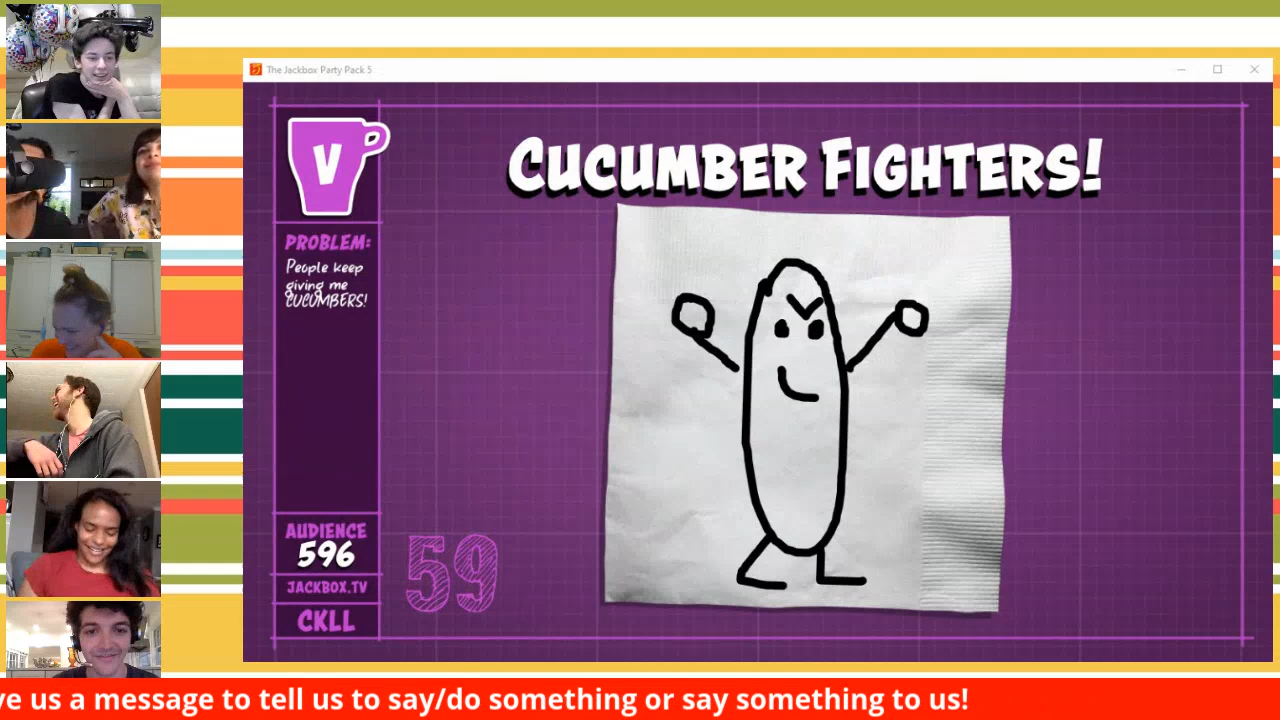 The Jackbox Party Pack 5
V
CUCUMBER FIGHTERS!
PROBLEM:
People keep
giving me
CUCUMBERS!
AUDIENCE
596
JACKBOX.TV
CKLL
59
ve us a message to tell us to say/do something or say something to us!